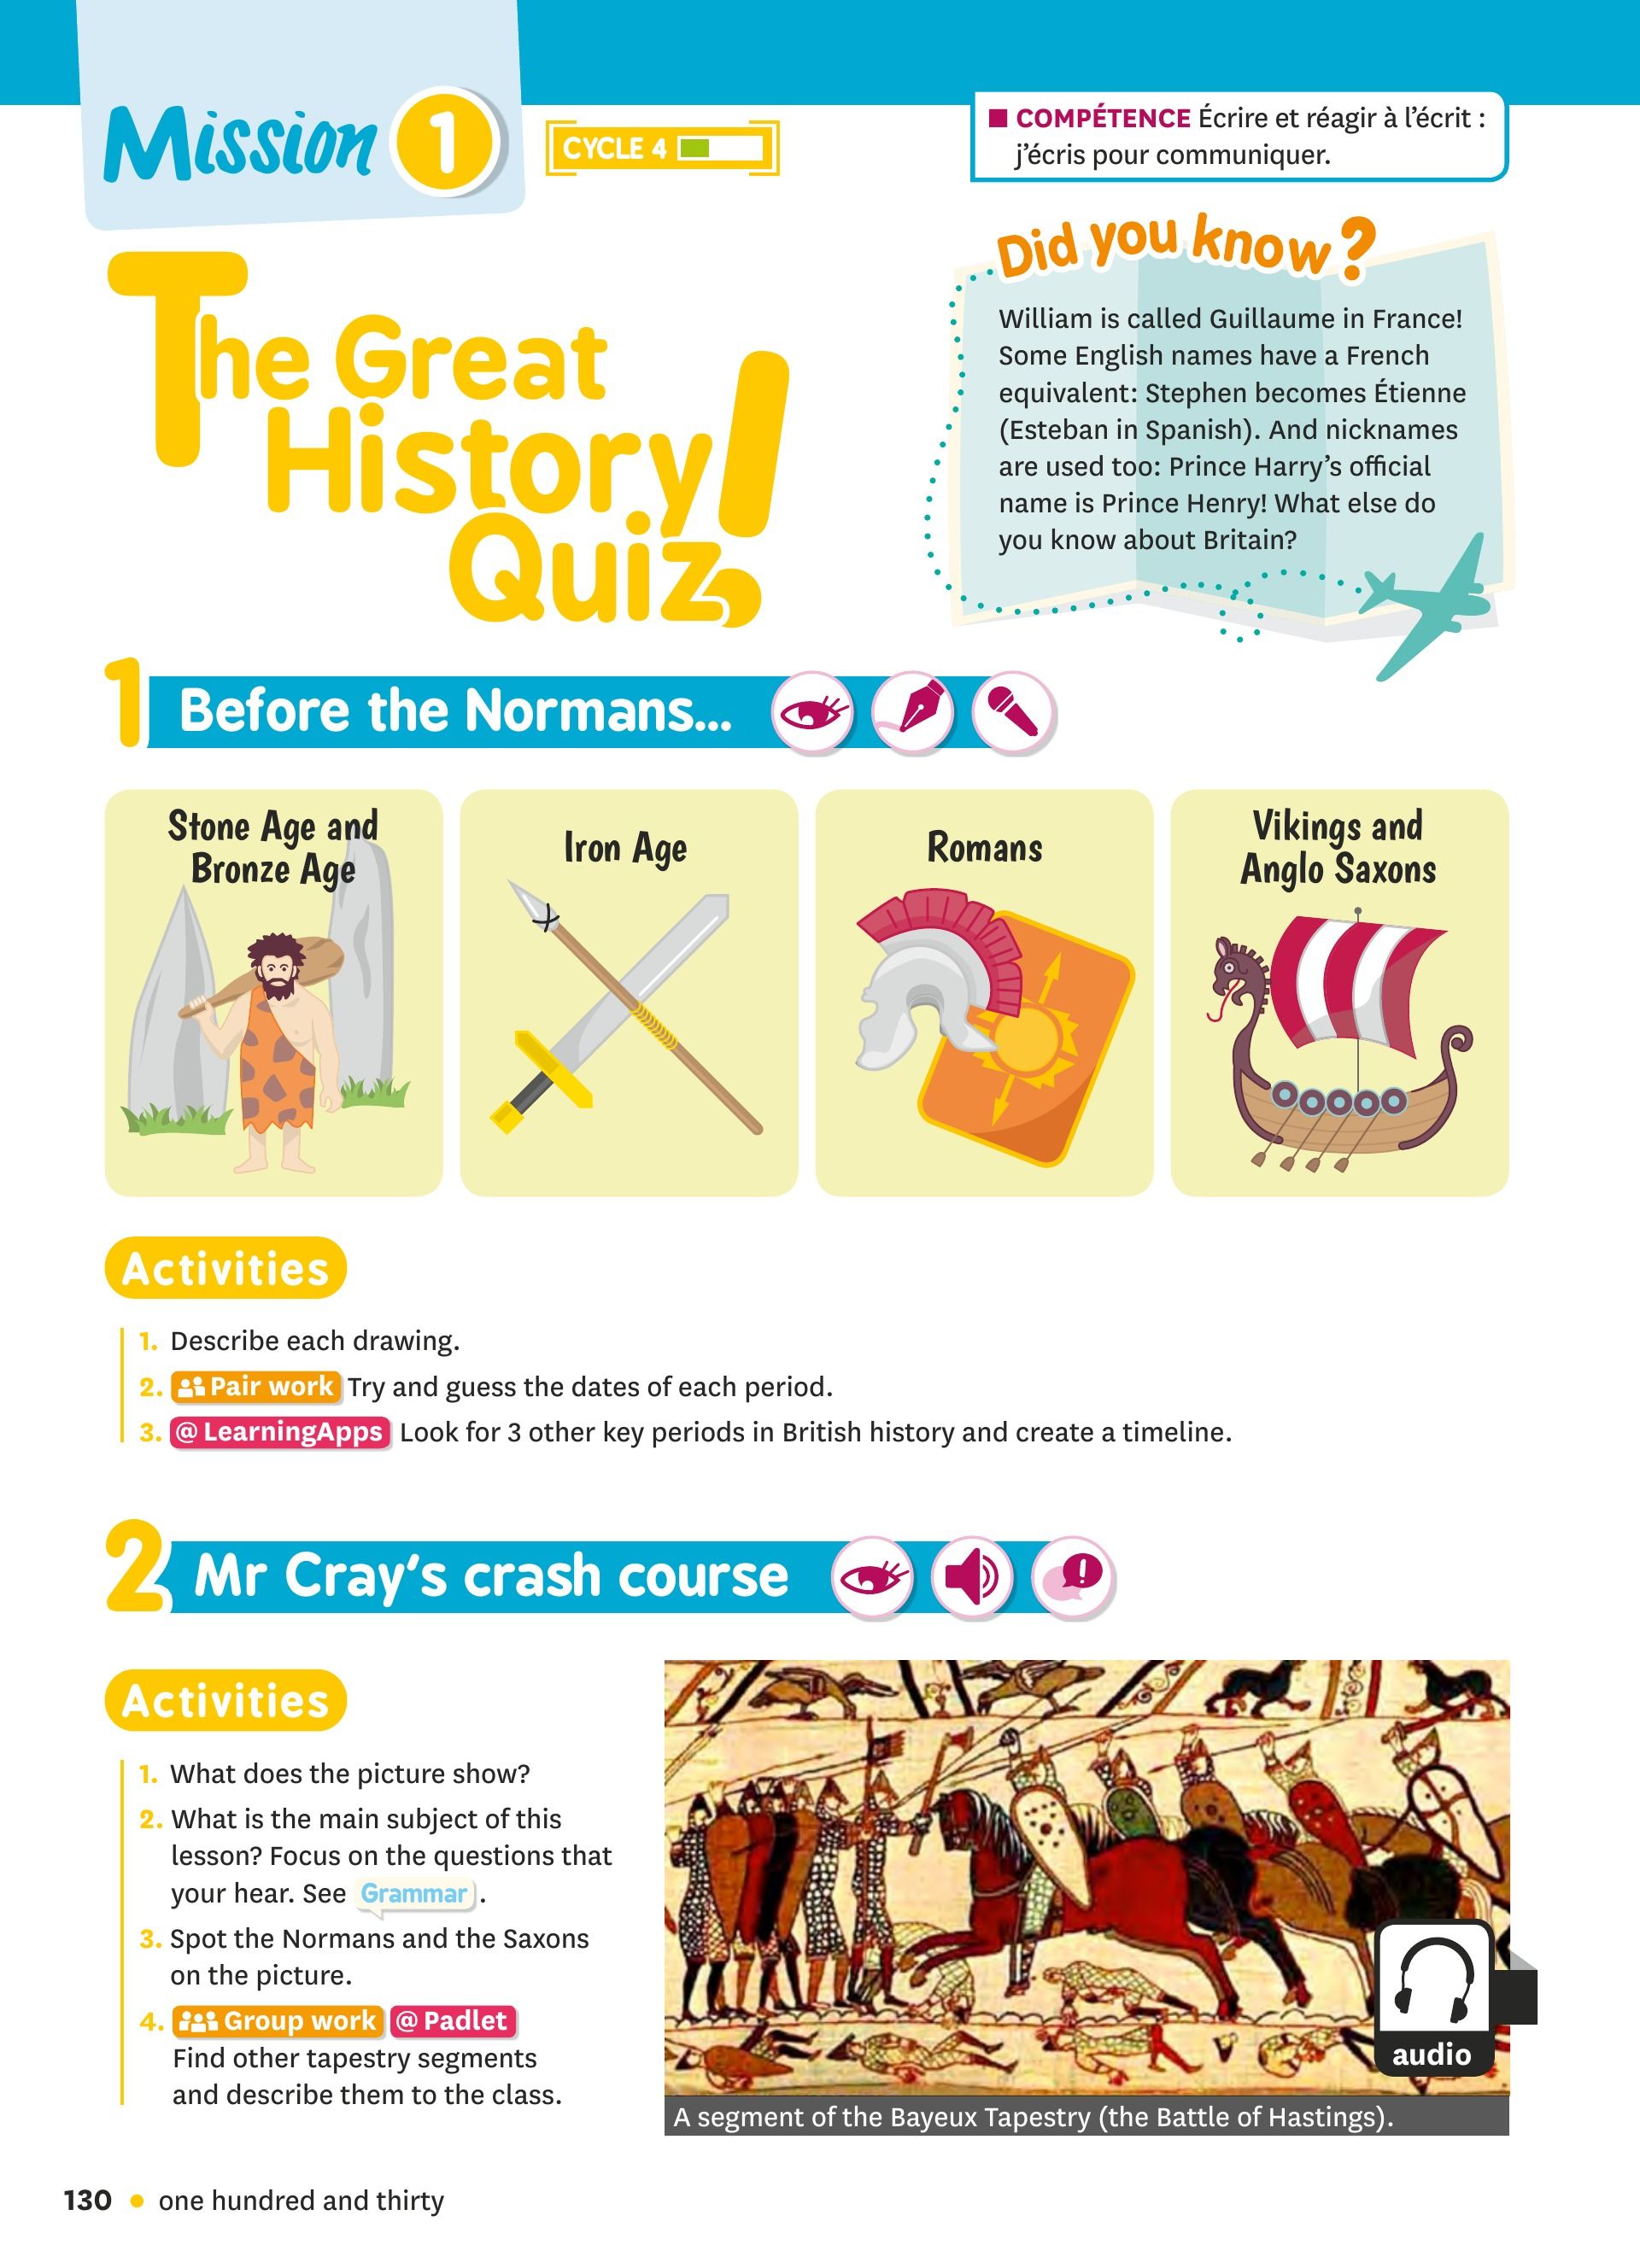 Mission 1
CYCLE 4
■ COMPÉTENCE Écrire et réagir à l'écrit :
j'écris pour communiquer.
The Great
History
Quiz!
Did you know?
William is called Guillaume in France!
Some English names have a French
equivalent: Stephen becomes Étienne
(Esteban in Spanish). And nicknames
are used too: Prince Harry's official
name is Prince Henry! What else do
you know about Britain?
1 Before the Normans...
Stone Age and
Bronze Age
Iron Age
Romans
Vikings and
Anglo Saxons
Activities
1. Describe each drawing.
2. Pair work Try and guess the dates of each period.
3. @ LearningApps Look for 3 other key periods in British history and create a timeline.
2 Mr Cray's crash course
Activities
1. What does the picture show?
2. What is the main subject of this
lesson? Focus on the questions that
your hear. See Grammar.
3. Spot the Normans and the Saxons
on the picture.
4. Group work @ Padlet
Find other tapestry segments
and describe them to the class.
audio
A segment of the Bayeux Tapestry (the Battle of Hastings).
130 • one hundred and thirty